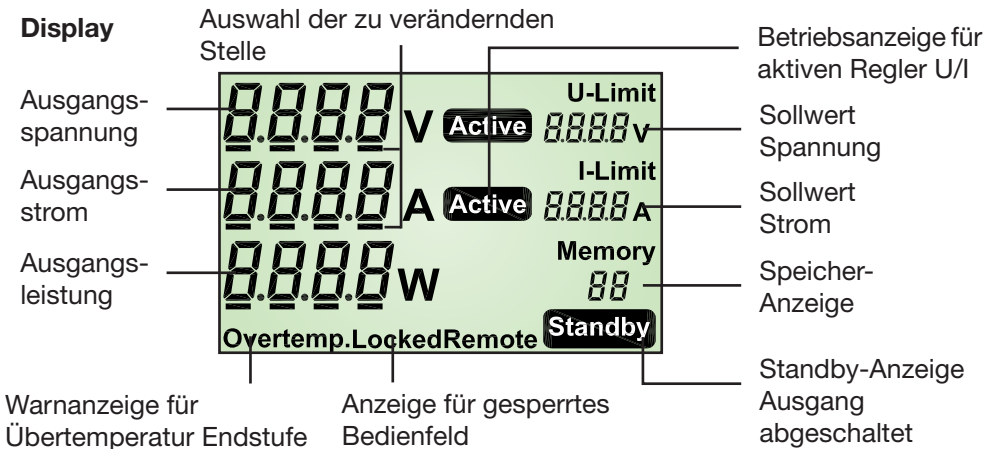 Display
Auswahl der zu verändernden
Stelle
Betriebsanzeige für
aktiven Regler U/I
Ausgangs-
spannung
8.8.8.8 V Active
U-Limit
8.8.8.8 V
Sollwert
Spannung
Ausgangs-
strom
8.8.8.8 A Active
I-Limit
8.8.8.8 A
Sollwert
Strom
Ausgangs-
leistung
8.8.8.8 W
Memory
88
Speicher-
Anzeige
Overtemp. Locked Remote Standby
Warnanzeige für
Übertemperatur Endstufe
Anzeige für gesperrtes
Bedienfeld
Standby-Anzeige
Ausgang
abgeschaltet